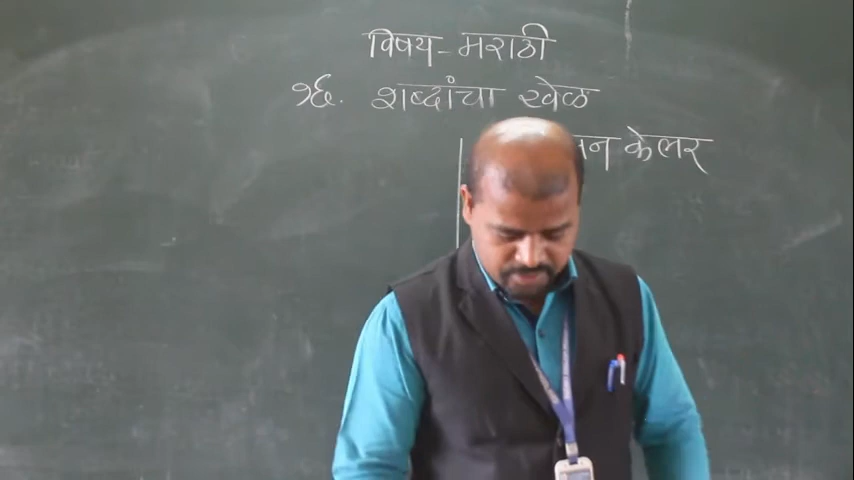 विषय - मराठी
१६. शब्दांचा खेळ
केलर